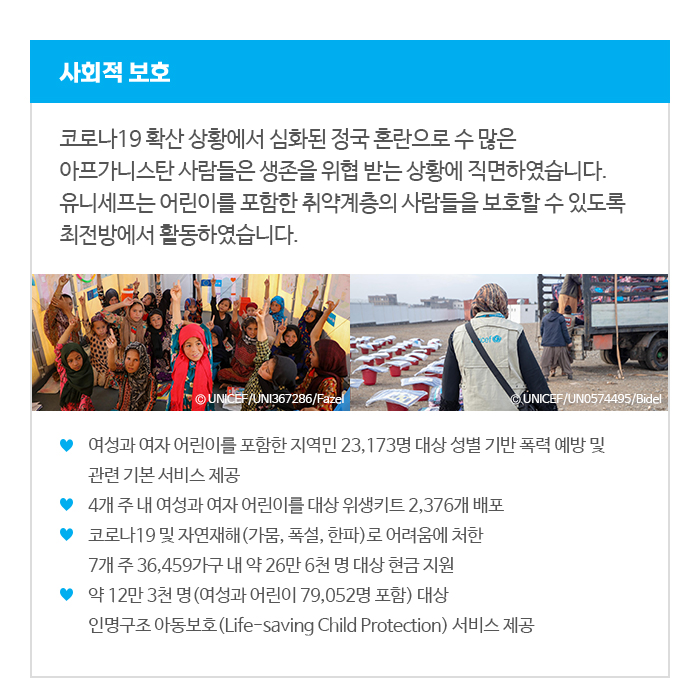 사회적 보호
코로나19 확산 상황에서 심화된 정국 혼란으로 수 많은
아프가니스탄 사람들은 생존을 위협 받는 상황에 직면하였습니다.
유니세프는 어린이를 포함한 취약계층의 사람들을 보호할 수 있도록
최전방에서 활동하였습니다.
© UNICEF/UNI367286/Fazel
© UNICEF/UN0574495/Bidel
여성과 여자 어린이를 포함한 지역민 23,173명 대상 성별 기반 폭력 예방 및
관련 기본 서비스 제공
4개 주 내 여성과 여자 어린이를 대상 위생키트 2,376개 배포
코로나19 및 자연재해(가뭄, 폭설, 한파)로 어려움에 처한
7개 주 36,459가구 내 약 26만 6천 명 대상 현금 지원
약 12만 3천 명(여성과 어린이 79,052명 포함) 대상
인명구조 아동보호(Life-saving Child Protection) 서비스 제공